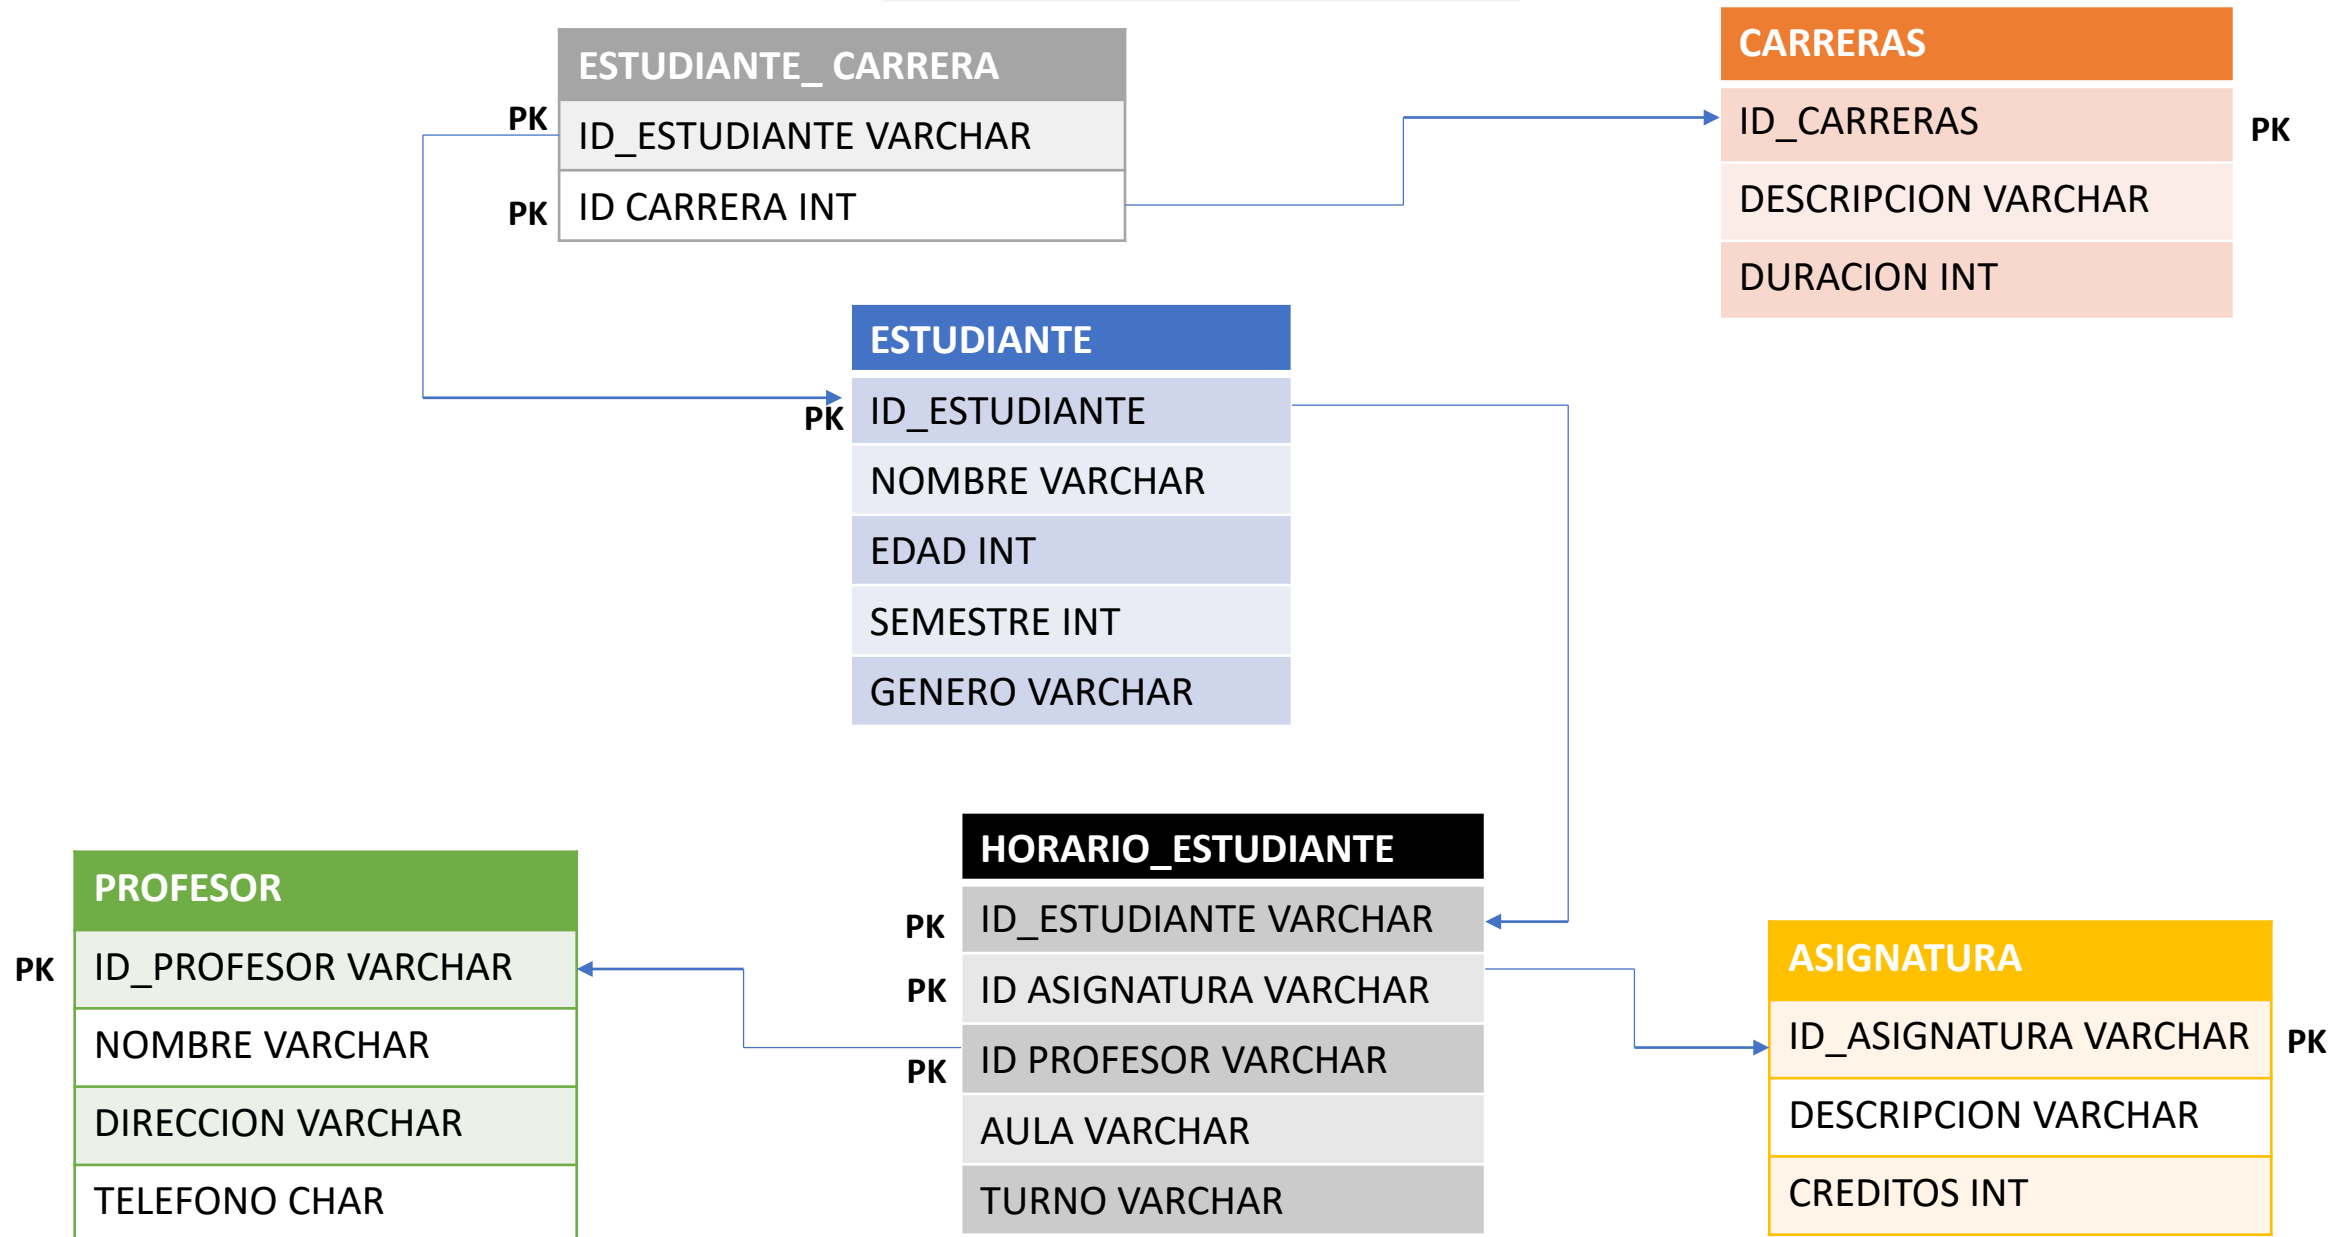 ESTUDIANTE_ CARRERA
PK
ID_ESTUDIANTE VARCHAR
PK
ID CARRERA INT
CARRERAS
ID_CARRERAS
PK
DESCRIPCION VARCHAR
DURACION INT
ESTUDIANTE
PK
ID_ESTUDIANTE
NOMBRE VARCHAR
EDAD INT
SEMESTRE INT
GENERO VARCHAR
PROFESOR
PK
ID_PROFESOR VARCHAR
NOMBRE VARCHAR
DIRECCION VARCHAR
TELEFONO CHAR
HORARIO_ESTUDIANTE
PK
ID_ESTUDIANTE VARCHAR
PK
ID ASIGNATURA VARCHAR
PK
ID PROFESOR VARCHAR
AULA VARCHAR
TURNO VARCHAR
ASIGNATURA
ID_ASIGNATURA VARCHAR
PK
DESCRIPCION VARCHAR
CREDITOS INT